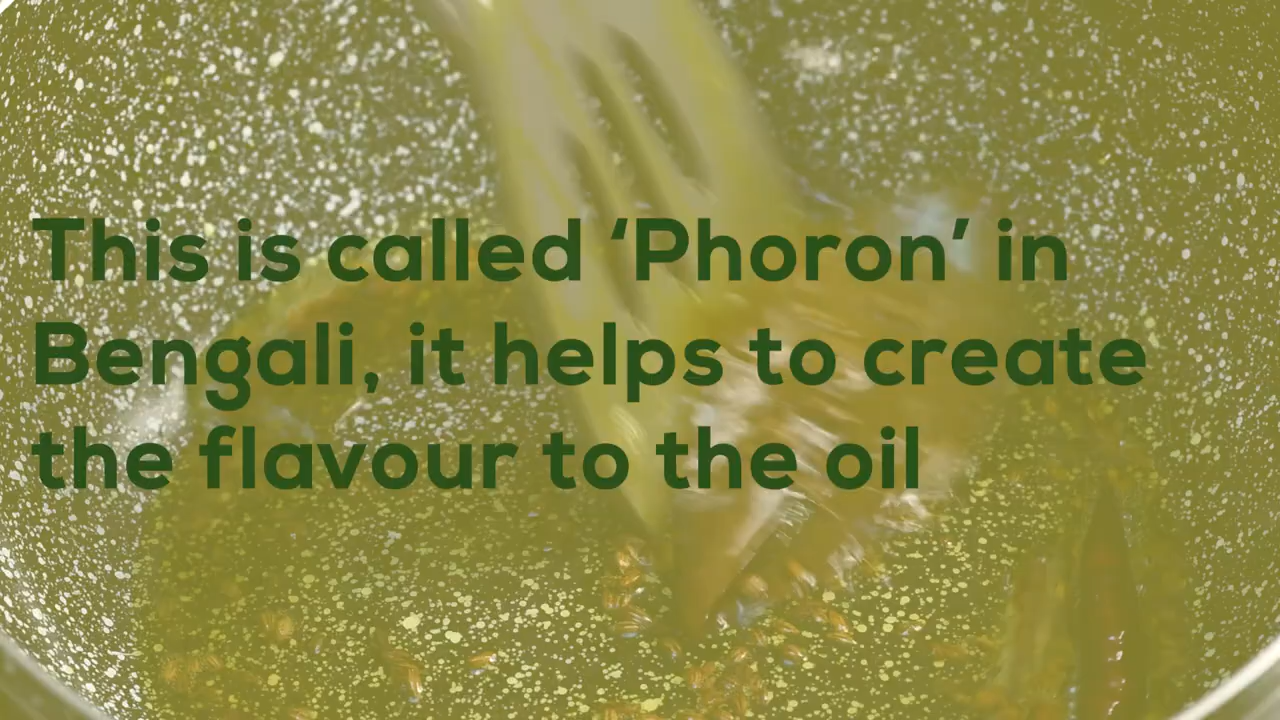 This is called ‘Phoron’ in
Bengali, it helps to create
the flavour to the oil